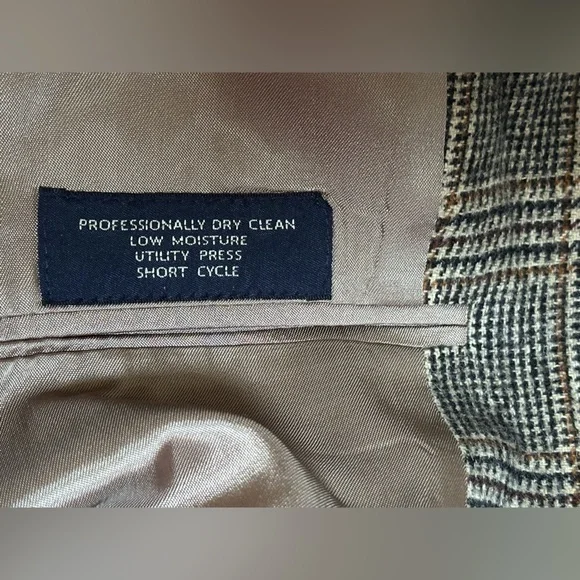 PROFESSIONALLY DRY CLEAN
LOW MOISTURE
UTILITY PRESS
SHORT CYCLE